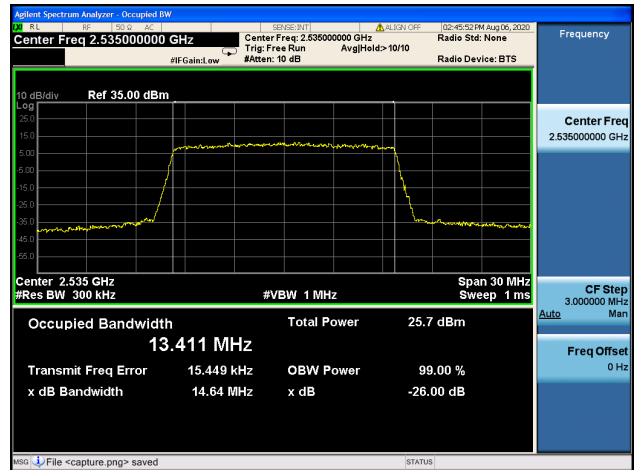 Agilent Spectrum Analyzer - Occupied BW
RL RF 50 Ω AC SENSE:INT ALIGN OFF 02:45:52 PM Aug 06, 2020
Center Freq 2.535000000 GHz
Center Freq: 2.535000000 GHz
Radio Std: None
Trig: Free Run Avg|Hold:>10/10
#IFGain:Low #Atten: 10 dB Radio Device: BTS
10 dB/div Ref 35.00 dBm
Log
25.0
15.0
5.00
-5.00
-15.0
-25.0
-35.0
-45.0
-55.0
Center 2.535 GHz Span 30 MHz
#Res BW 300 kHz #VBW 1 MHz Sweep 1 ms
Occupied Bandwidth Total Power 25.7 dBm
13.411 MHz
Transmit Freq Error 15.449 kHz OBW Power 99.00 %
x dB Bandwidth 14.64 MHz x dB -26.00 dB
Frequency
Center Freq
2.535000000 GHz
CF Step
3.000000 MHz
Auto Man
Freq Offset
0 Hz
MSG File <capture.png> saved STATUS